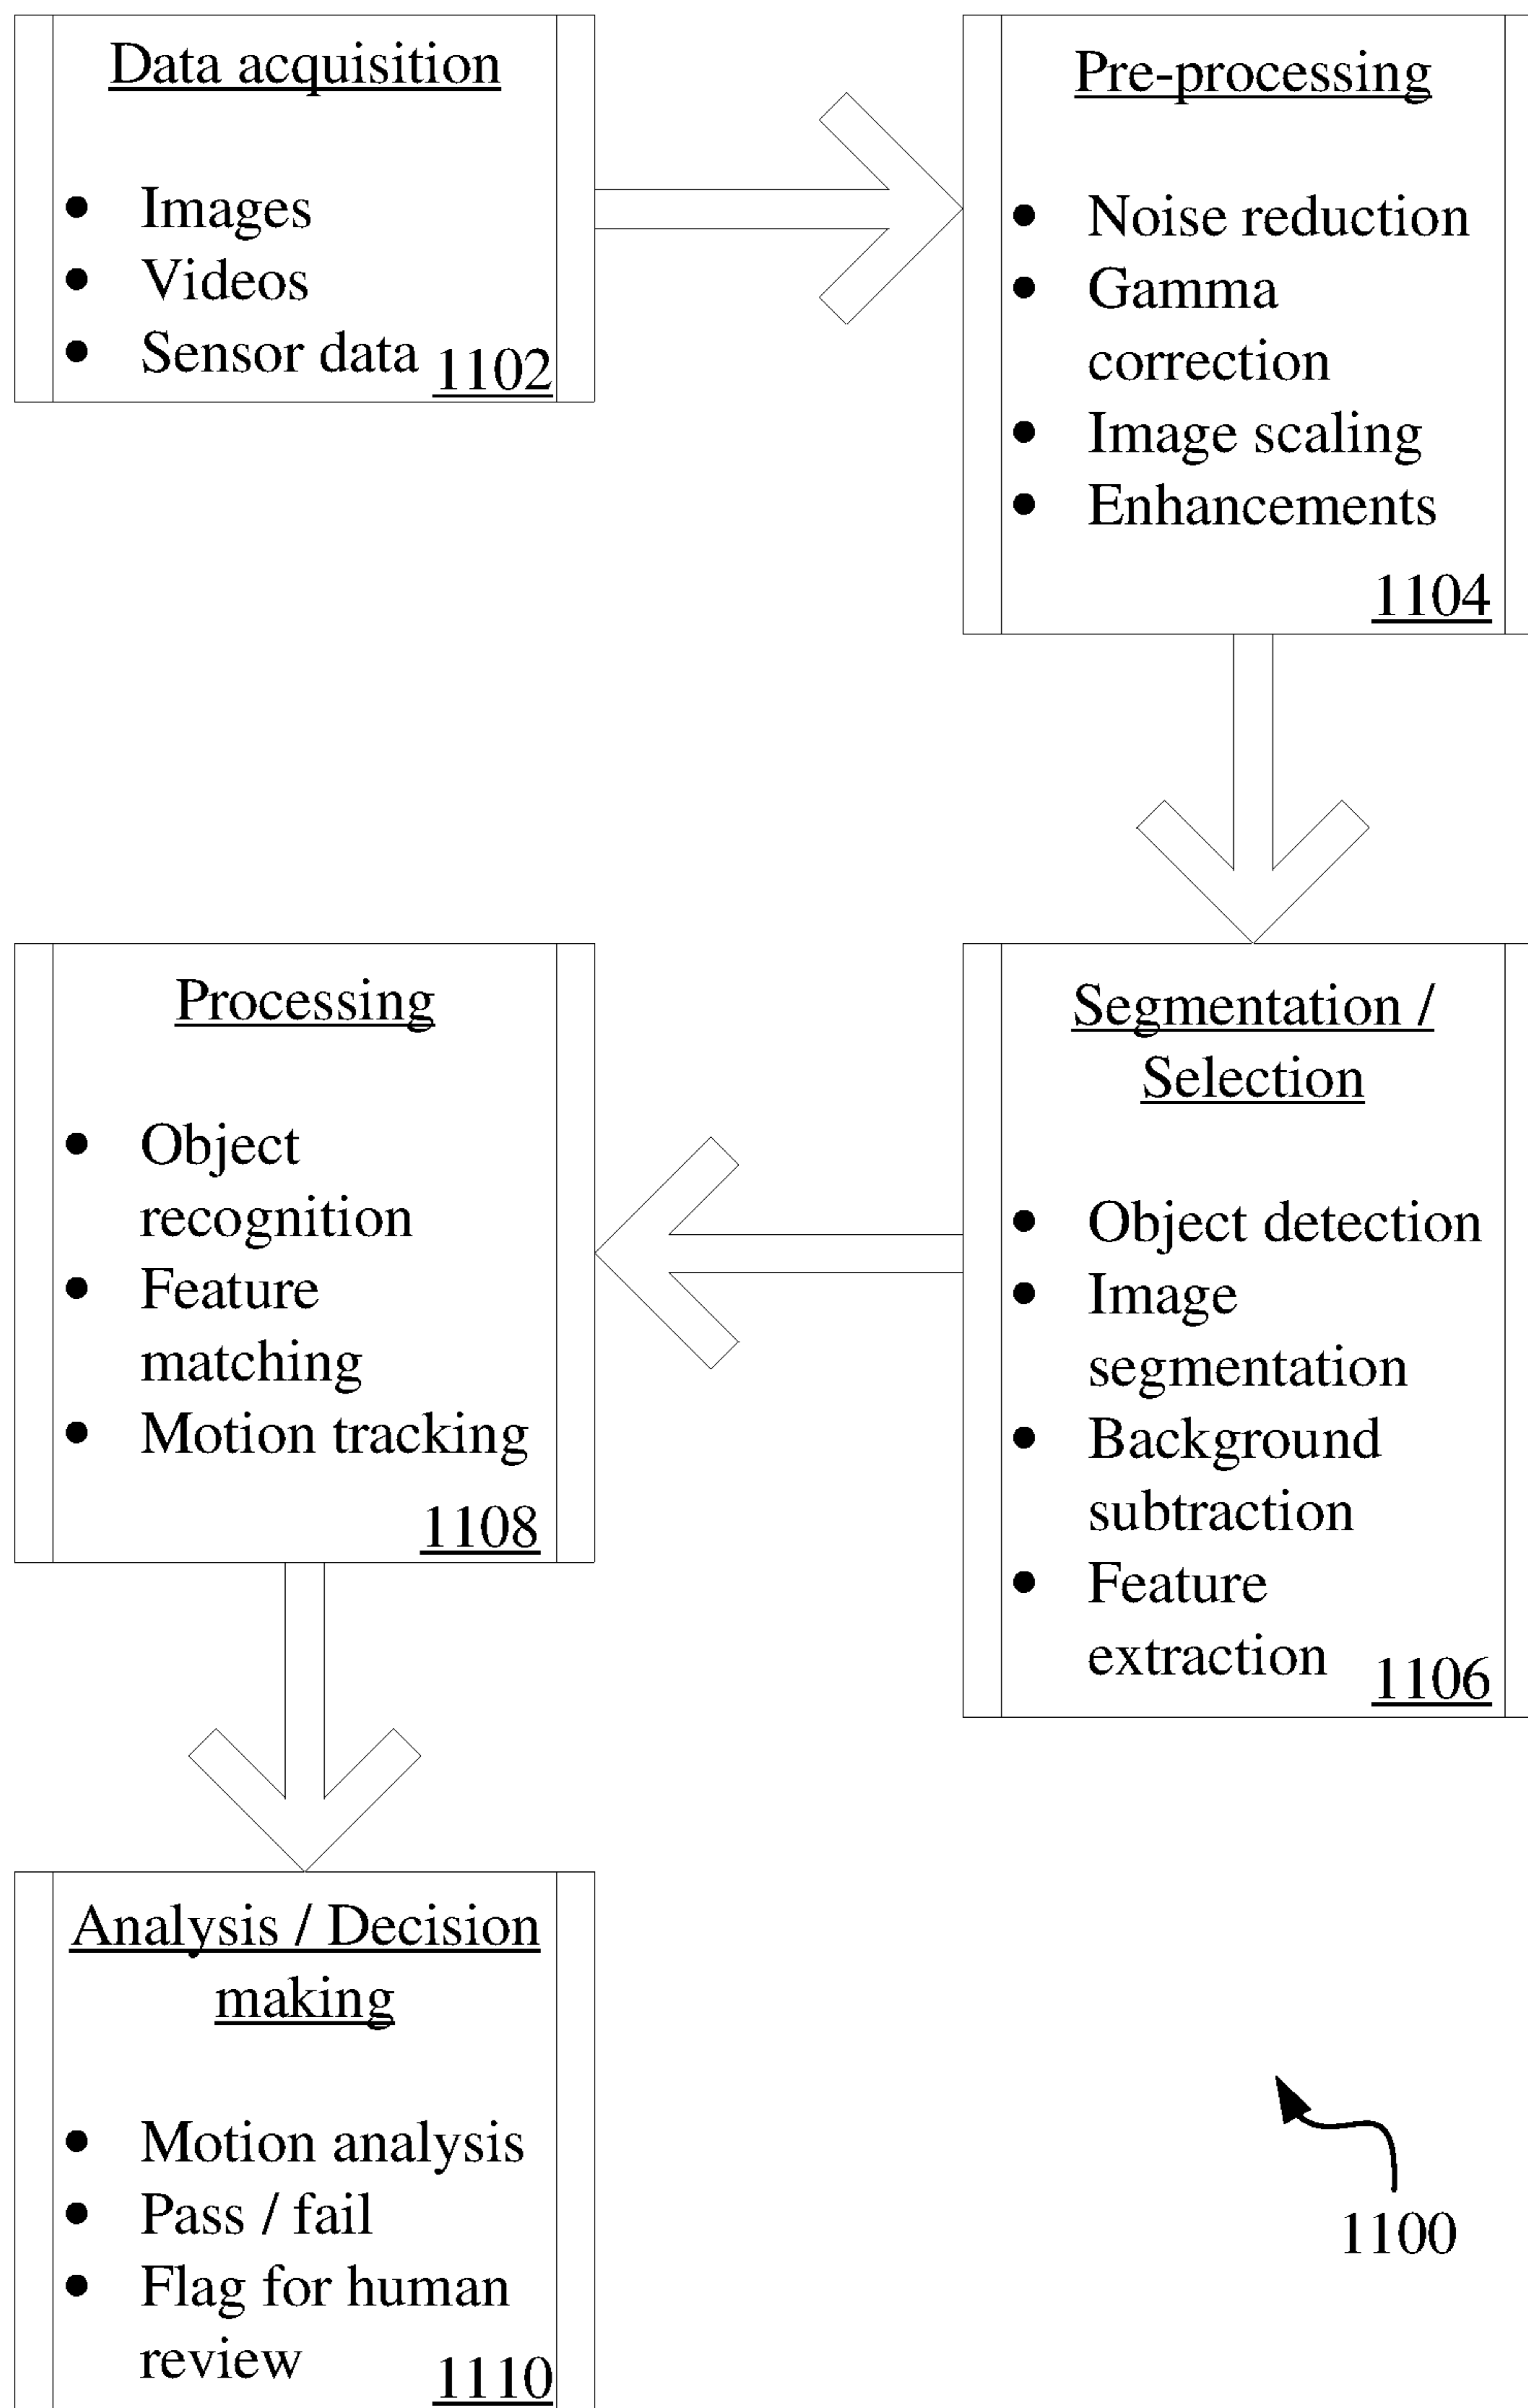 Data acquisition
• Images
• Videos
• Sensor data
1102
Pre-processing
• Noise reduction
• Gamma
correction
• Image scaling
• Enhancements
1104
Segmentation /
Selection
• Object detection
• Image
segmentation
• Background
subtraction
• Feature
extraction
1106
Processing
• Object
recognition
• Feature
matching
• Motion tracking
1108
Analysis / Decision
making
• Motion analysis
• Pass / fail
• Flag for human
review
1110
1100